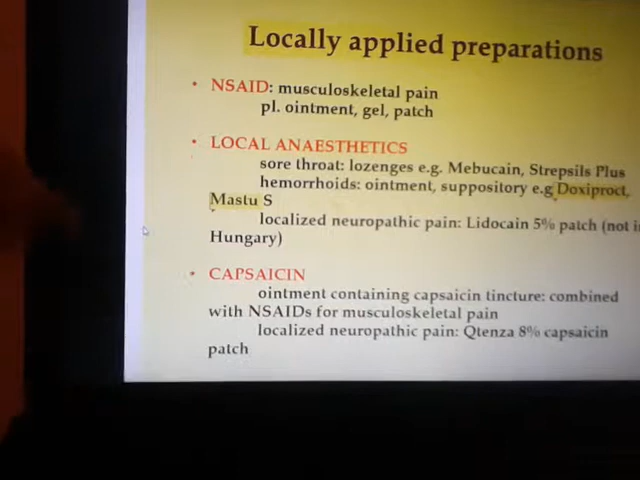 Locally applied preparations
• NSAID: musculoskeletal pain
pl. ointment, gel, patch
• LOCAL ANAESTHETICS
sore throat: lozenges e.g. Mebucain, Strepsils Plus
hemorrhoids: ointment, suppository e.g Doxiproct,
Mastu S
localized neuropathic pain: Lidocain 5% patch (not
Hungary)
• CAPSAICIN
ointment containing capsaicin tincture: combined
with NSAIDs for musculoskeletal pain
localized neuropathic pain: Qtenza 8% capsaicin
patch